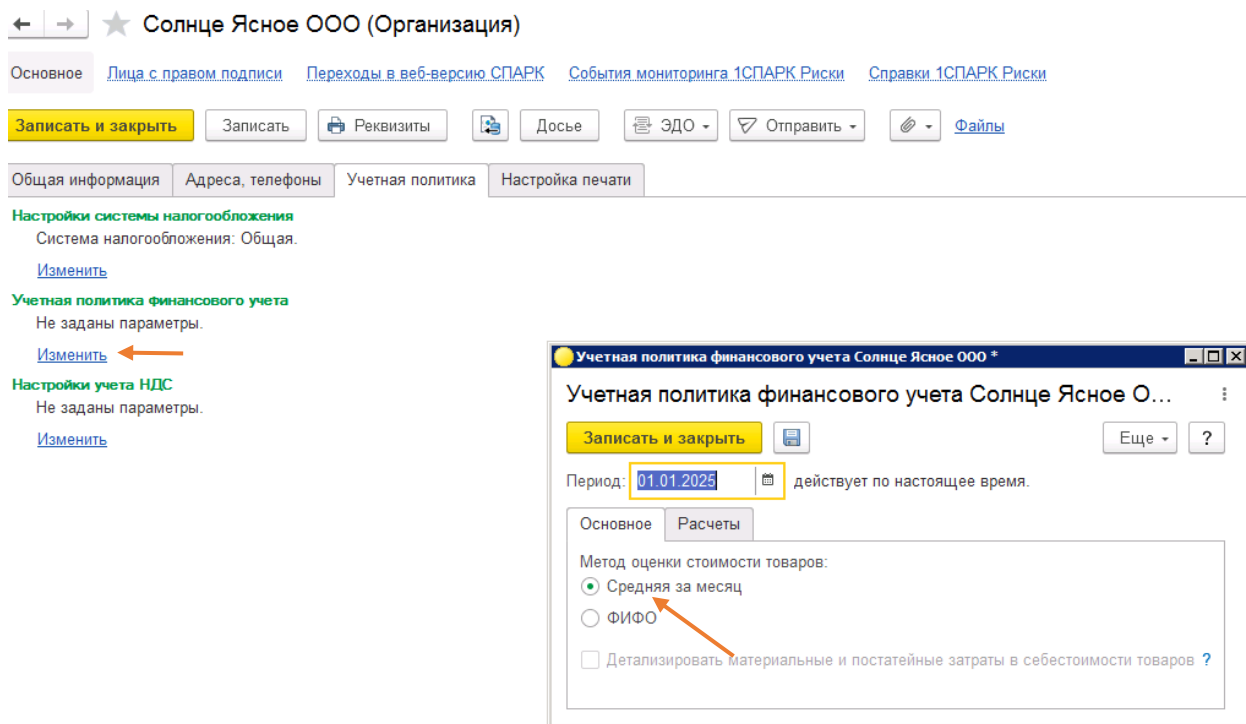 Солнце Ясное ООО (Организация)
Основное Лица с правом подписи Переходы в веб-версию СПАРК События мониторинга 1СПАРК Риски Справки 1СПАРК Риски
Записать и закрыть Записать Реквизиты Досье ЭДО Отправить Файлы
Общая информация Адреса, телефоны Учетная политика Настройка печати
Настройки системы налогообложения
Система налогообложения: Общая.
Изменить
Учетная политика финансового учета
Не заданы параметры.
Изменить
Настройки учета НДС
Не заданы параметры.
Изменить
Учетная политика финансового учета Солнце Ясное ООО *
Учетная политика финансового учета Солнце Ясное О...
Записать и закрыть Еще ?
Период: 01.01.2025 действует по настоящее время.
Основное Расчеты
Метод оценки стоимости товаров:
Средняя за месяц
ФИФО
Детализировать материальные и постатейные затраты в себестоимости товаров ?